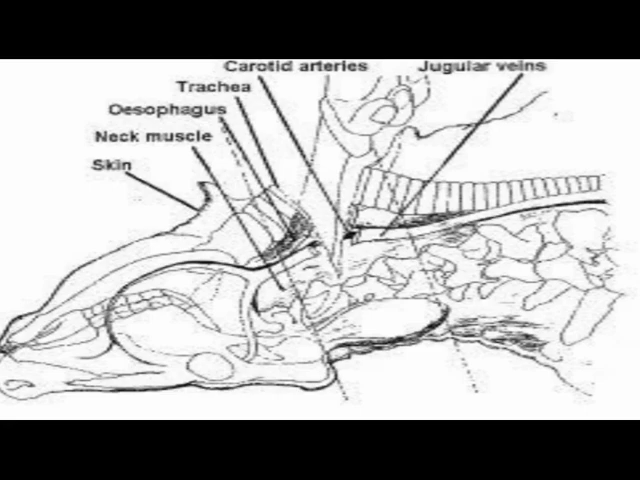 Carotid arteries
Jugular veins
Trachea
Oesophagus
Neck muscle
Skin